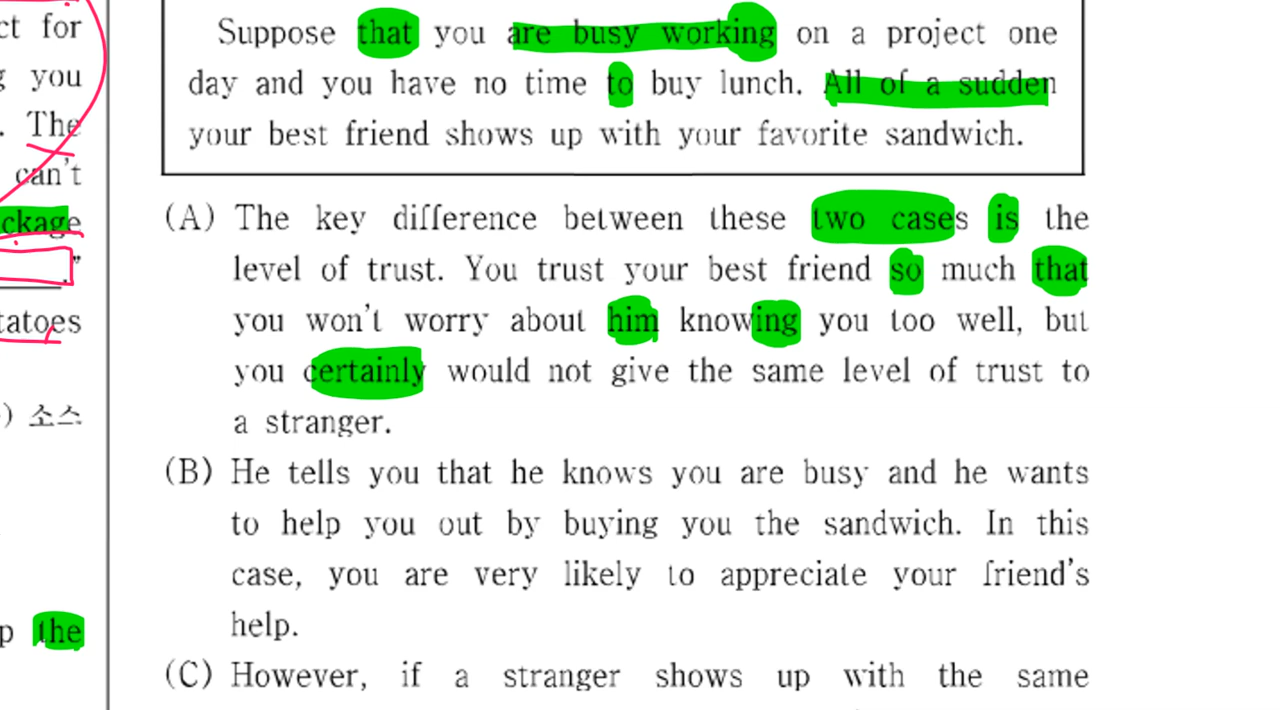 ct for
you
. The
can't
ckage
"
tatoes
) 소스
p the
Suppose that you are busy working on a project one
day and you have no time to buy lunch. All of a sudden
your best friend shows up with your favorite sandwich.
(A) The key difference between these two cases is the
level of trust. You trust your best friend so much that
you won't worry about him knowing you too well, but
you certainly would not give the same level of trust to
a stranger.
(B) He tells you that he knows you are busy and he wants
to help you out by buying you the sandwich. In this
case, you are very likely to appreciate your friend's
help.
(C) However, if a stranger shows up with the same